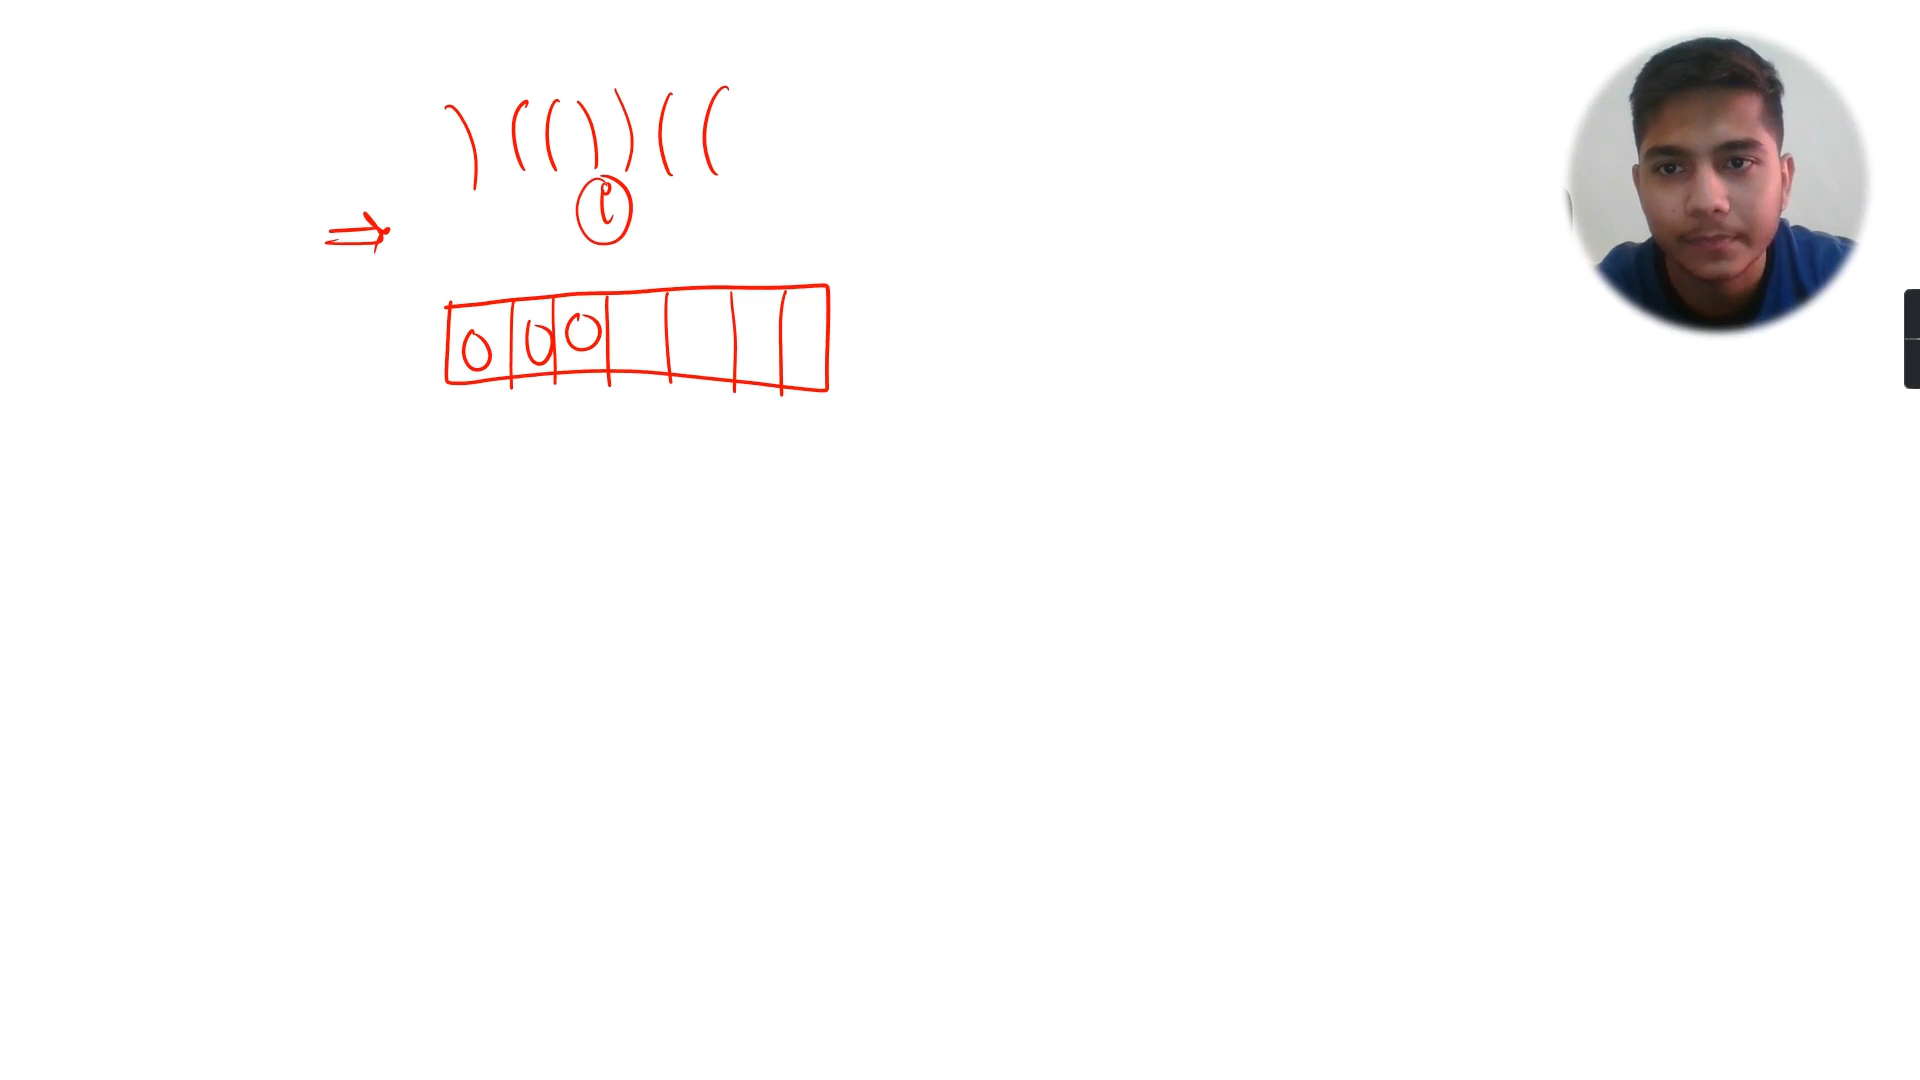 ) ( ( ) ) ( (
⇒
i
0 0 0